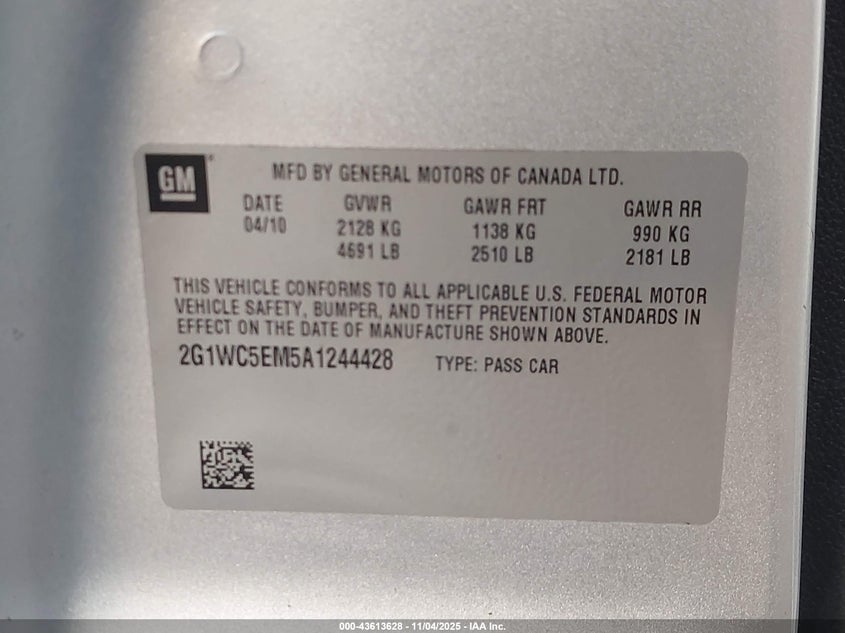 GM
MFD BY GENERAL MOTORS OF CANADA LTD.
DATE GVWR GAWR FRT GAWR RR
04/10 2128 KG 1138 KG 990 KG
4691 LB 2510 LB 2181 LB
THIS VEHICLE CONFORMS TO ALL APPLICABLE U.S. FEDERAL MOTOR
VEHICLE SAFETY, BUMPER, AND THEFT PREVENTION STANDARDS IN
EFFECT ON THE DATE OF MANUFACTURE SHOWN ABOVE.
2G1WC5EM5A1244428 TYPE: PASS CAR
000-43613628 - 11/04/2025 - IAA Inc.